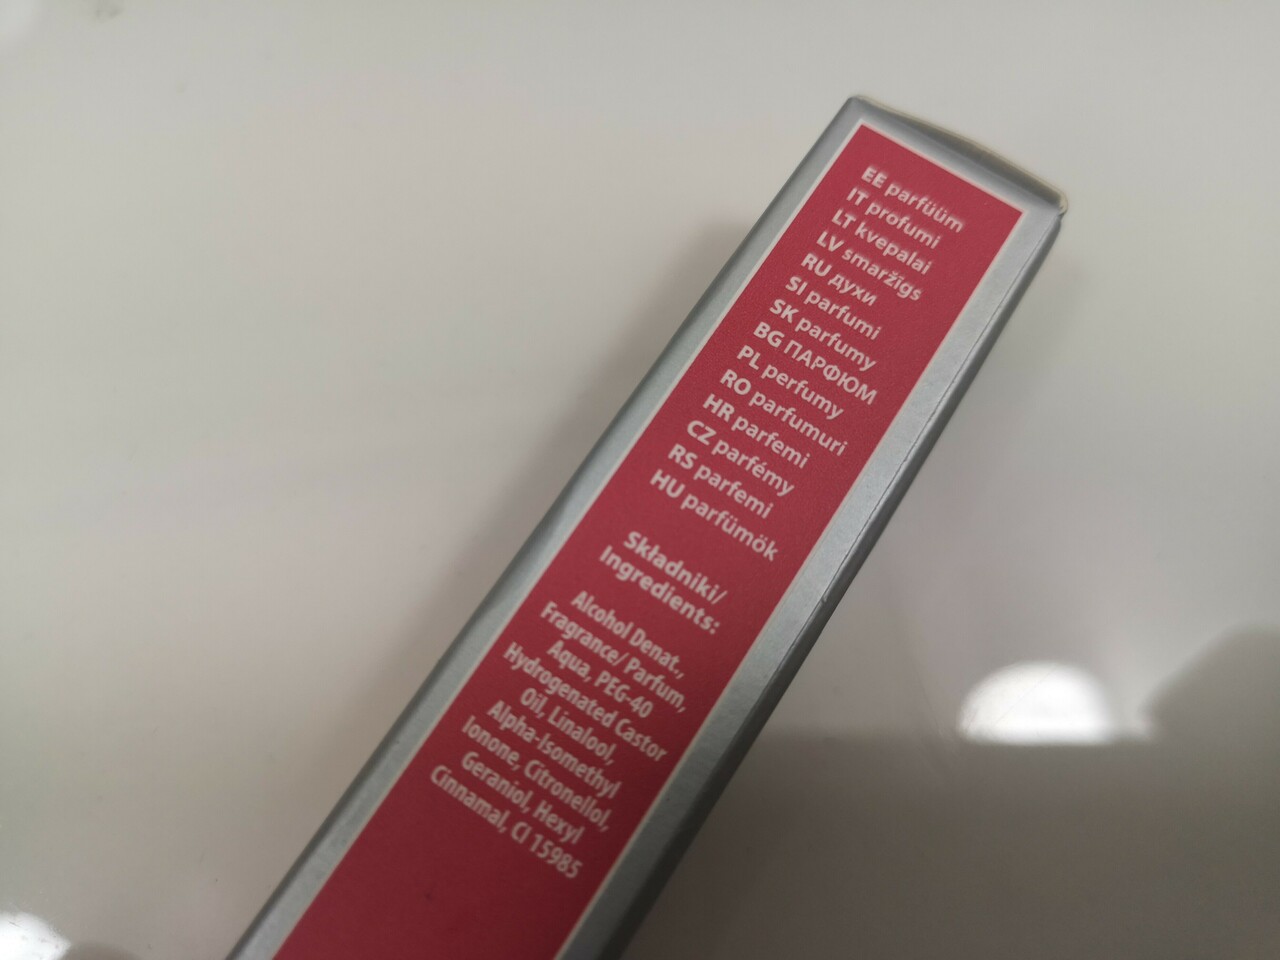 EE parfüüm
IT profumi
LT kvepalai
LV smaržīgs
RU духи
SI parfumi
SK parfumy
BG ПАРФЮМ
PL perfumy
RO parfumuri
HR parfemi
CZ parfémy
RS parfemi
HU parfümök
Składniki/
Ingredients:
Alcohol Denat.,
Fragrance/ Parfum,
Aqua, PEG-40
Hydrogenated Castor
Oil, Linalool,
Alpha-Isomethyl
Ionone, Citronellol,
Geraniol, Hexyl
Cinnamal, CI 15985